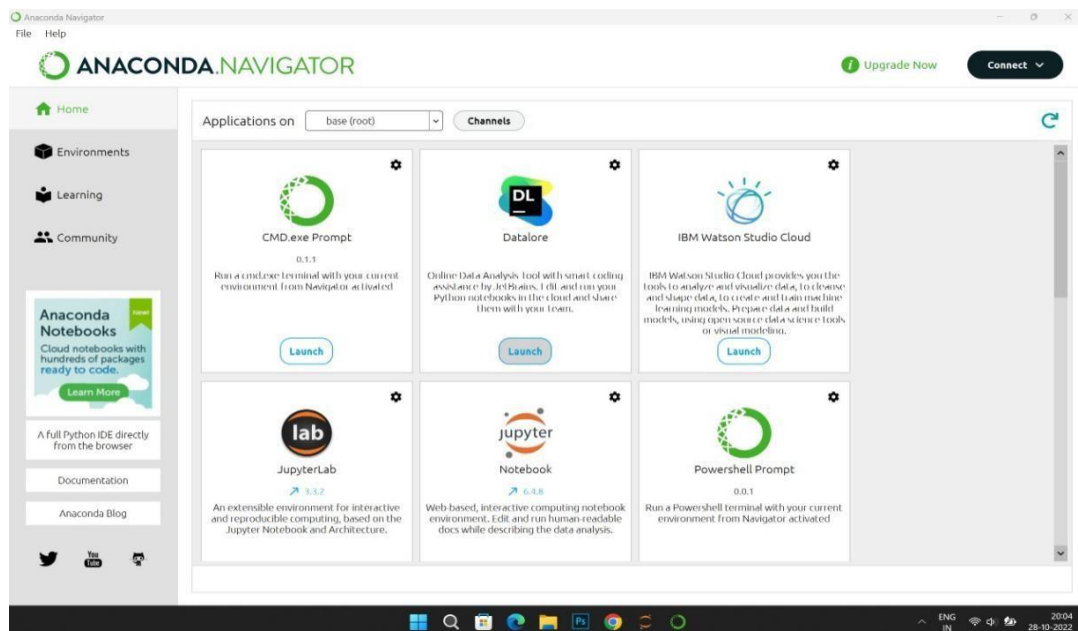 Anaconda Navigator
File Help
ANACONDA.NAVIGATOR
i Upgrade Now
Connect
Home
Environments
Learning
Community
Anaconda Notebooks
New!
Cloud notebooks with
hundreds of packages
ready to code.
Learn More
A full Python IDE directly
from the browser
Documentation
Anaconda Blog
You
Tube
Applications on base (root) Channels
CMD.exe Prompt
0.1.1
Run a cmd.exe terminal with your current
environment from Navigator activated
Launch
DL
Datalore
Online Data Analysis Tool with smart coding
assistance by JetBrains. Edit and run your
Python notebooks in the cloud and share
them with your team.
Launch
IBM Watson Studio Cloud
IBM Watson Studio Cloud provides you the
tools to analyze and visualize data, to cleanse
and shape data, to create and train machine
learning models. Prepare data and build
models, using open source data science tools
or visual modeling.
Launch
lab
JupyterLab
3.3.2
An extensible environment for interactive
and reproducible computing, based on the
Jupyter Notebook and Architecture.
jupyter
Notebook
6.4.8
Web-based, interactive computing notebook
environment. Edit and run human-readable
docs while describing the data analysis.
Powershell Prompt
0.0.1
Run a Powershell terminal with your current
environment from Navigator activated
Ps
ENG
IN
20:04
28-10-2022